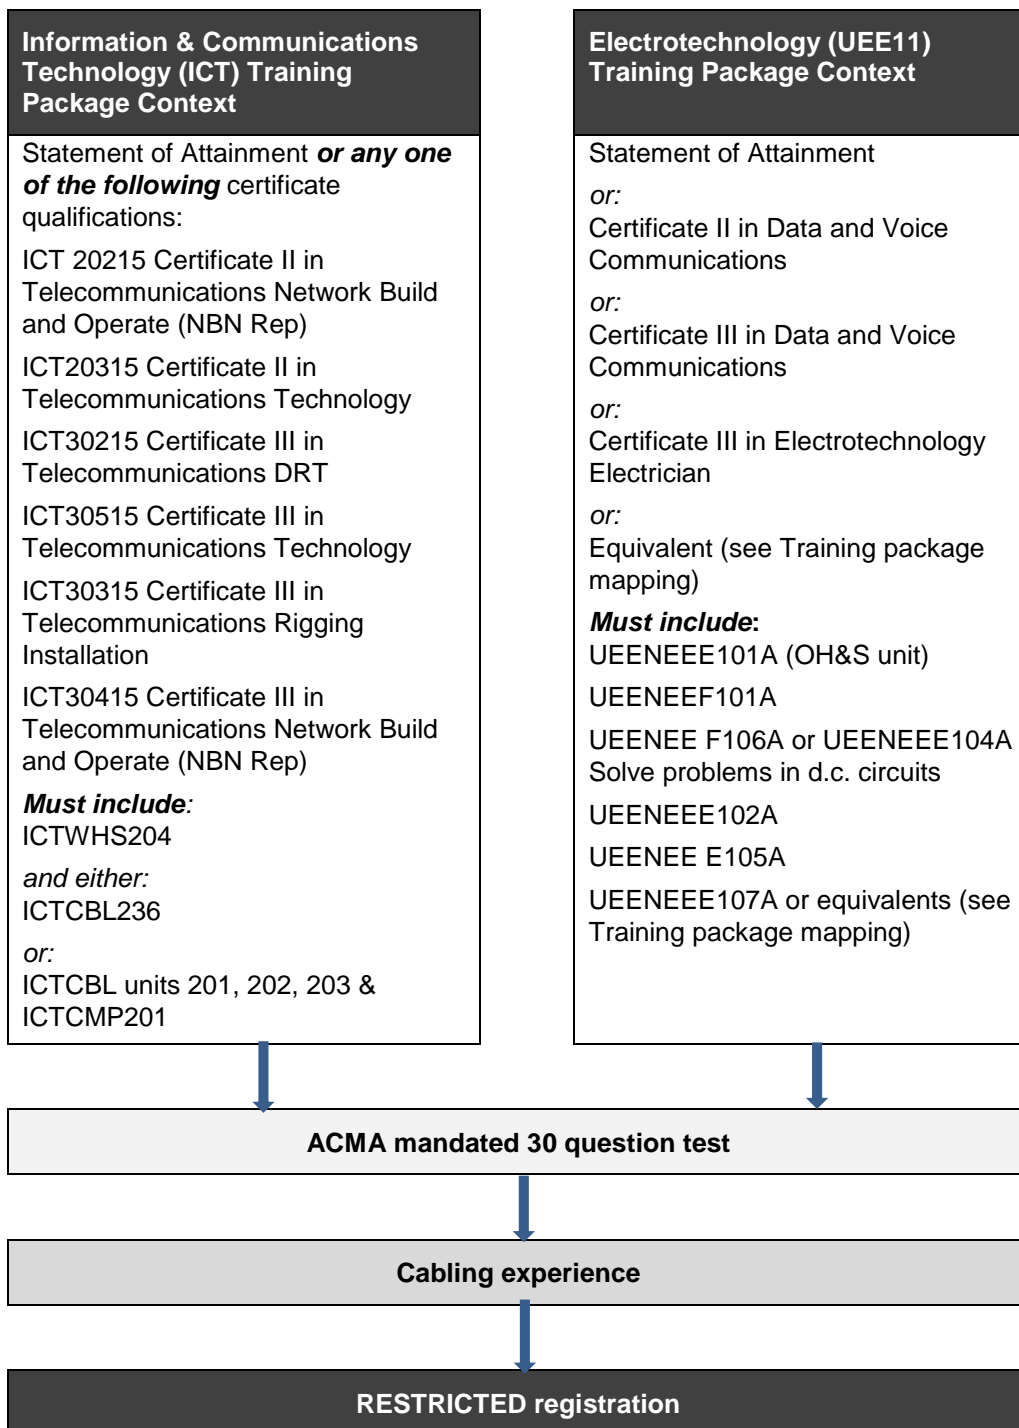 Information & Communications
Technology (ICT) Training
Package Context
Statement of Attainment or any one
of the following certificate
qualifications:
ICT 20215 Certificate II in
Telecommunications Network Build
and Operate (NBN Rep)
ICT20315 Certificate II in
Telecommunications Technology
ICT30215 Certificate III in
Telecommunications DRT
ICT30515 Certificate III in
Telecommunications Technology
ICT30315 Certificate III in
Telecommunications Rigging
Installation
ICT30415 Certificate III in
Telecommunications Network Build
and Operate (NBN Rep)
Must include:
ICTWHS204
and either:
ICTCBL236
or:
ICTCBL units 201, 202, 203 &
ICTCMP201
Electrotechnology (UEE11)
Training Package Context
Statement of Attainment
or:
Certificate II in Data and Voice
Communications
or:
Certificate III in Data and Voice
Communications
or:
Certificate III in Electrotechnology
Electrician
or:
Equivalent (see Training package
mapping)
Must include:
UEENEEE101A (OH&S unit)
UEENEEF101A
UEENEE F106A or UEENEEE104A
Solve problems in d.c. circuits
UEENEEE102A
UEENEE E105A
UEENEEE107A or equivalents (see
Training package mapping)
ACMA mandated 30 question test
Cabling experience
RESTRICTED registration